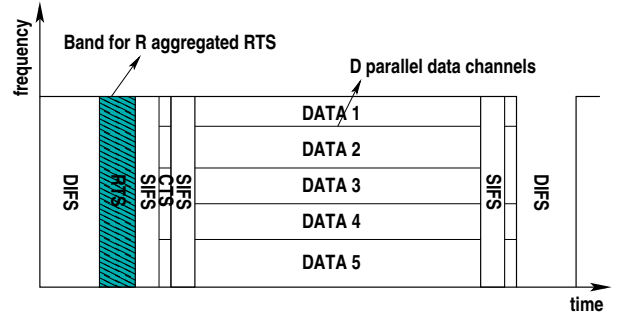 frequency
Band for R aggregated RTS
D parallel data channels
DIFS
RTS
SIFS
CTS
SIFS
DATA 1
DATA 2
DATA 3
DATA 4
DATA 5
SIFS
DIFS
time